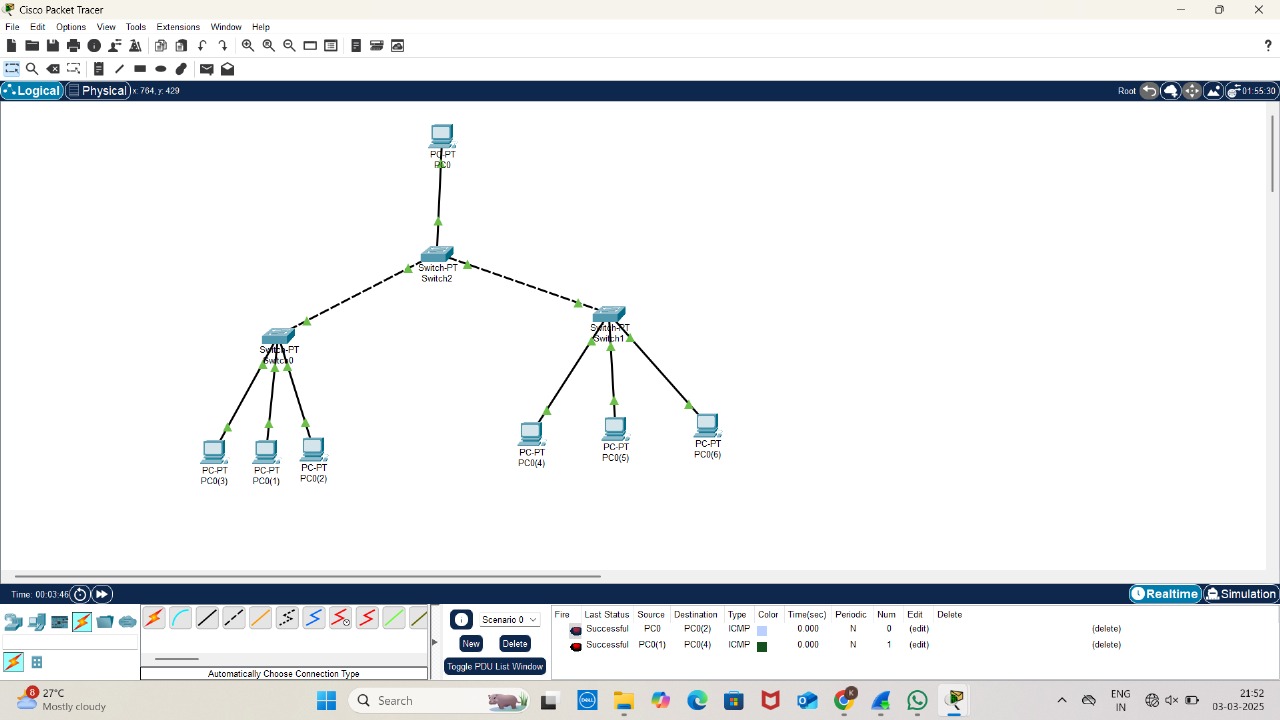 Cisco Packet Tracer
File Edit Options View Tools Extensions Window Help
?
Logical Physical x: 764, y: 429 Root 01:55:30
PC-PT
PC0
Switch-PT
Switch2
Switch-PT
Switch1
Switch-PT
Switch0
PC-PT
PC0(3)
PC-PT
PC0(1)
PC-PT
PC0(2)
PC-PT
PC0(4)
PC-PT
PC0(5)
PC-PT
PC0(6)
Time: 00:03:46 Realtime Simulation
Scenario 0
New Delete
Toggle PDU List Window
Automatically Choose Connection Type
Fire Last Status Source Destination Type Color Time(sec) Periodic Num Edit Delete
Successful PC0 PC0(2) ICMP 0.000 N 0 (edit) (delete)
Successful PC0(1) PC0(4) ICMP 0.000 N 1 (edit) (delete)
8
27°C
Mostly cloudy
Search
DELL
K
ENG
IN
21:52
03-03-2025